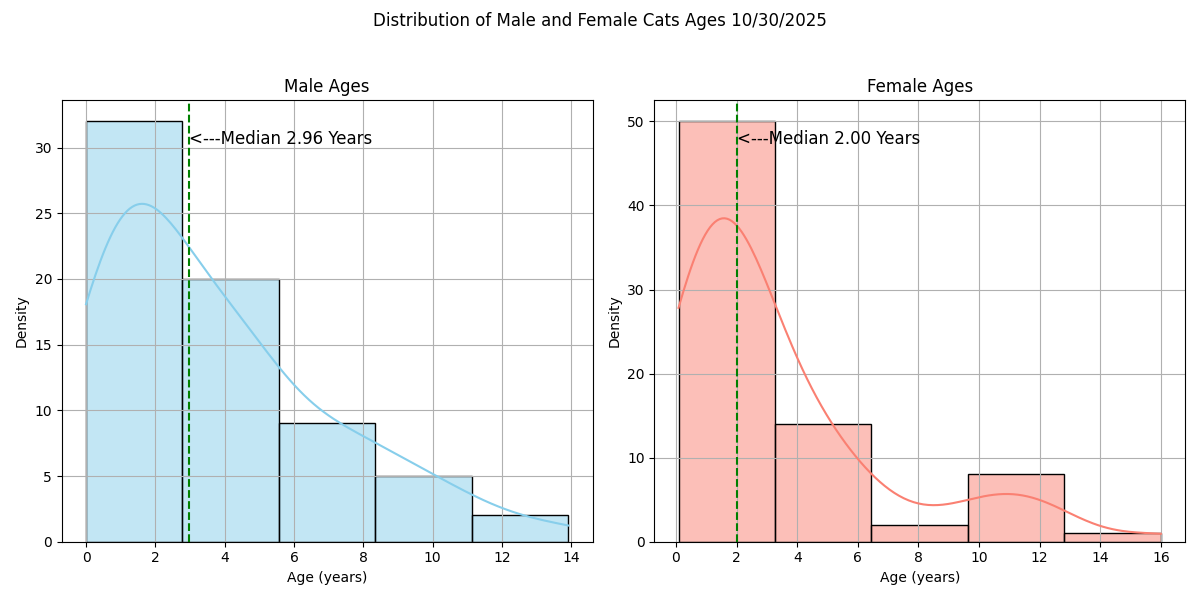 Distribution of Male and Female Cats Ages 10/30/2025
Male Ages
<---Median 2.96 Years
Density
30
25
20
15
10
5
0
0 2 4 6 8 10 12 14
Age (years)
Female Ages
<---Median 2.00 Years
Density
50
40
30
20
10
0
0 2 4 6 8 10 12 14 16
Age (years)